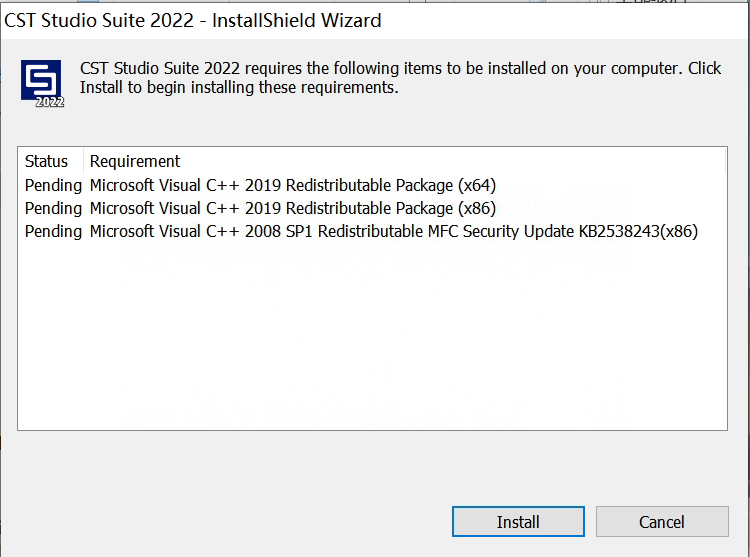 CST Studio Suite 2022 - InstallShield Wizard
CST Studio Suite 2022 requires the following items to be installed on your computer. Click
Install to begin installing these requirements.
2022
Status Requirement
Pending Microsoft Visual C++ 2019 Redistributable Package (x64)
Pending Microsoft Visual C++ 2019 Redistributable Package (x86)
Pending Microsoft Visual C++ 2008 SP1 Redistributable MFC Security Update KB2538243(x86)
Install Cancel